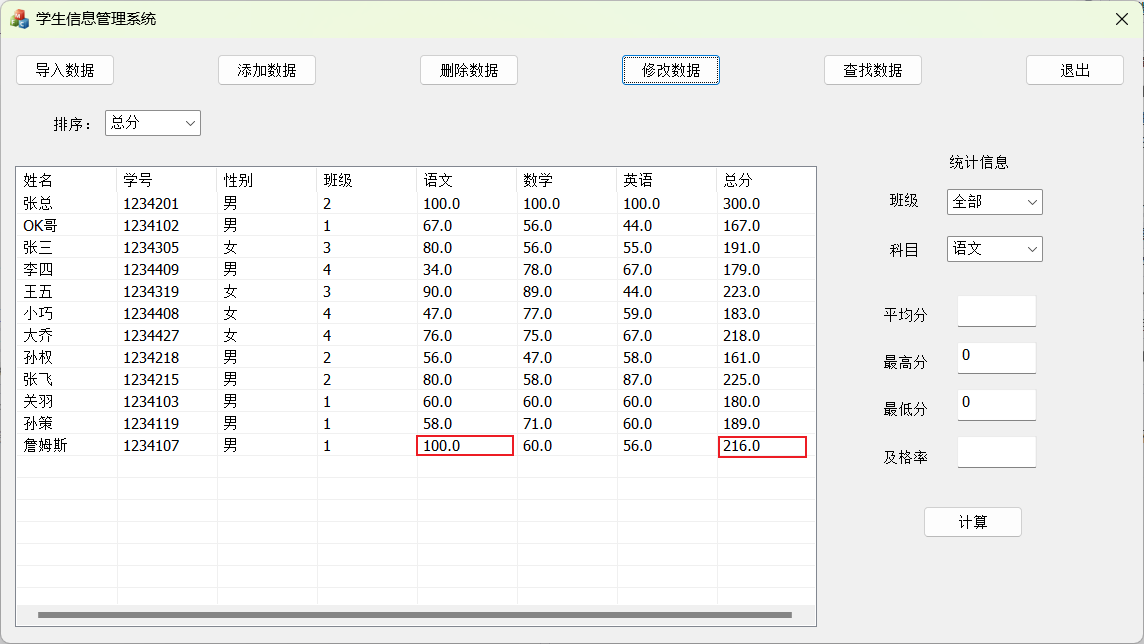 学生信息管理系统
导入数据 添加数据 删除数据 修改数据 查找数据 退出
排序： 总分
姓名 学号 性别 班级 语文 数学 英语 总分
张总 1234201 男 2 100.0 100.0 100.0 300.0
OK哥 1234102 男 1 67.0 56.0 44.0 167.0
张三 1234305 女 3 80.0 56.0 55.0 191.0
李四 1234409 男 4 34.0 78.0 67.0 179.0
王五 1234319 女 3 90.0 89.0 44.0 223.0
小巧 1234408 女 4 47.0 77.0 59.0 183.0
大乔 1234427 女 4 76.0 75.0 67.0 218.0
孙权 1234218 男 2 56.0 47.0 58.0 161.0
张飞 1234215 男 2 80.0 58.0 87.0 225.0
关羽 1234103 男 1 60.0 60.0 60.0 180.0
孙策 1234119 男 1 58.0 71.0 60.0 189.0
詹姆斯 1234107 男 1 100.0 60.0 56.0 216.0
统计信息
班级 全部
科目 语文
平均分
最高分 0
最低分 0
及格率
计算